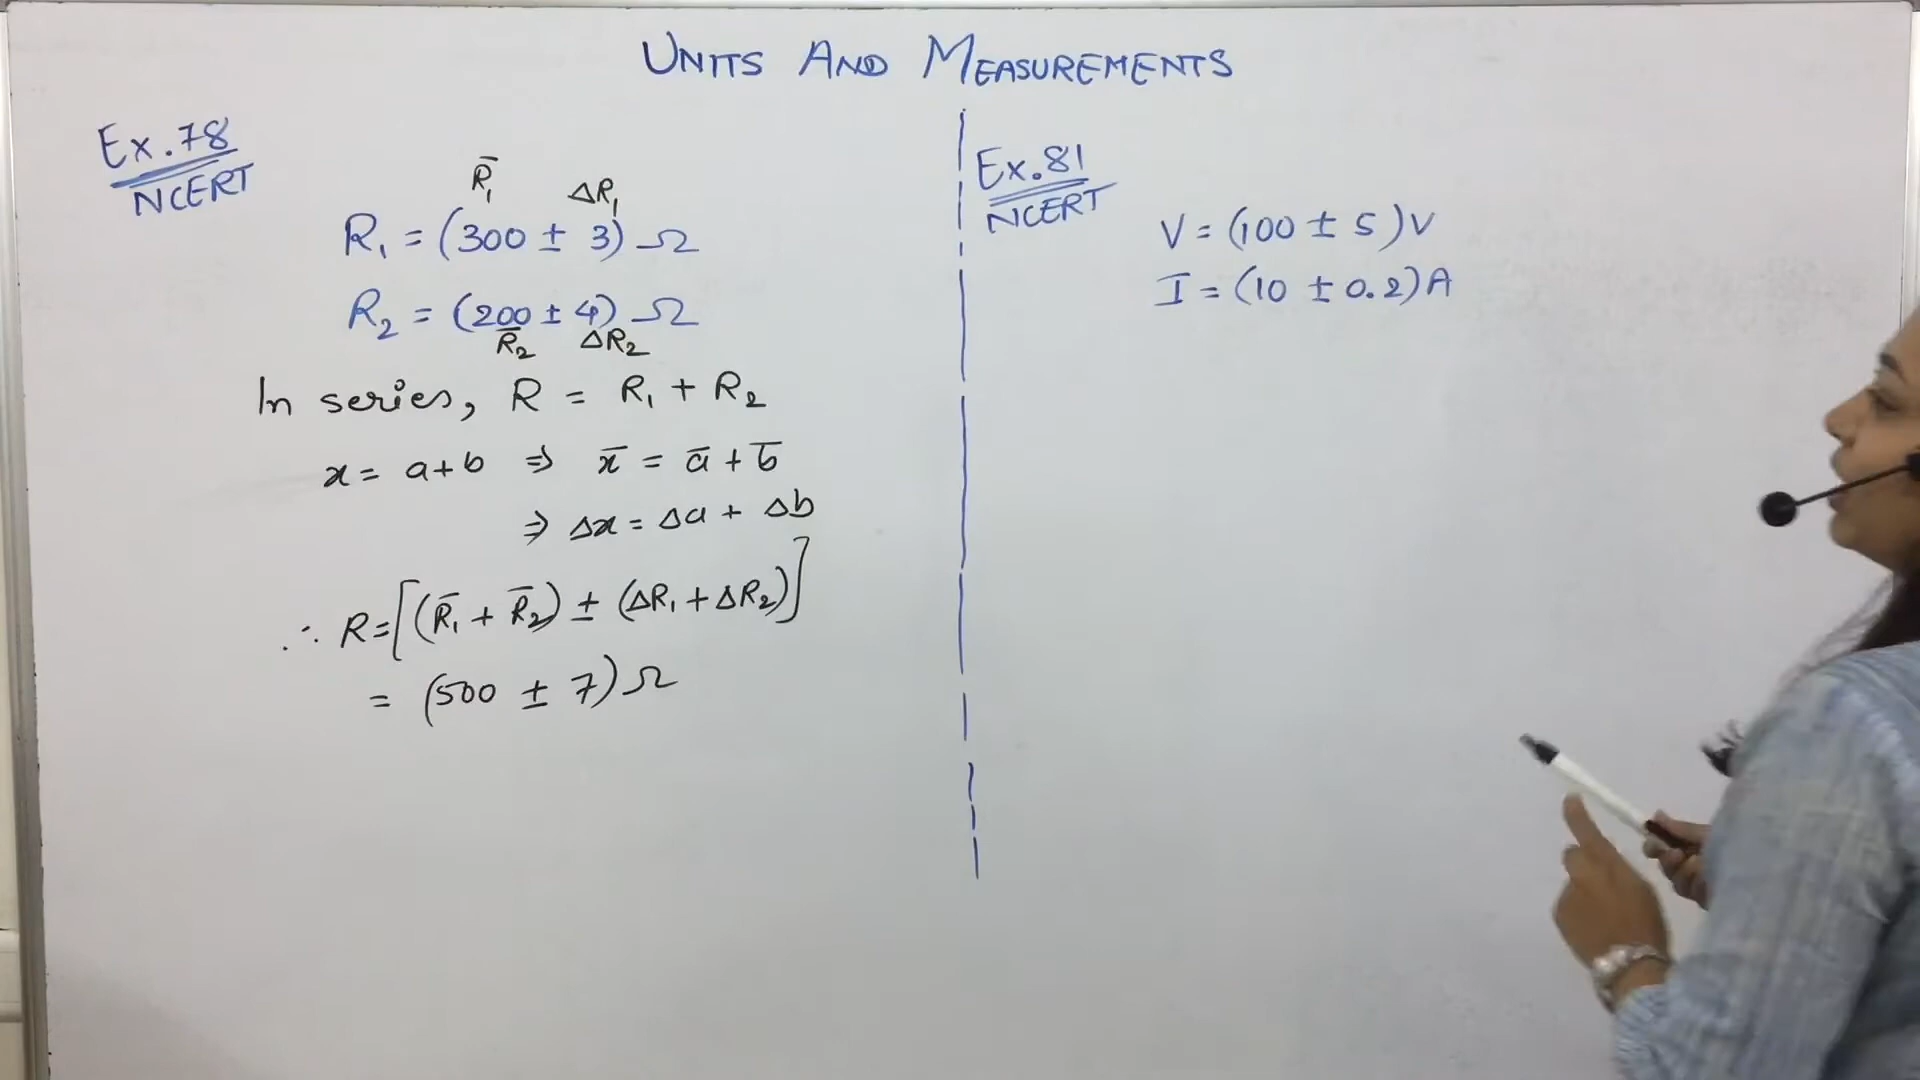 UNITS AND MEASUREMENTS
Ex.78
NCERT
R̄₁ ΔR₁
R₁ = (300 ± 3) Ω
R₂ = (200 ± 4) Ω
R̄₂ ΔR₂
In series, R = R₁ + R₂
x = a+b ⇒ x̄ = ā + b̄
⇒ Δx = Δa + Δb
∴ R = [(R̄₁ + R̄₂) ± (ΔR₁ + ΔR₂)]
= (500 ± 7) Ω
Ex.81
NCERT
V = (100 ± 5) V
I = (10 ± 0.2) A